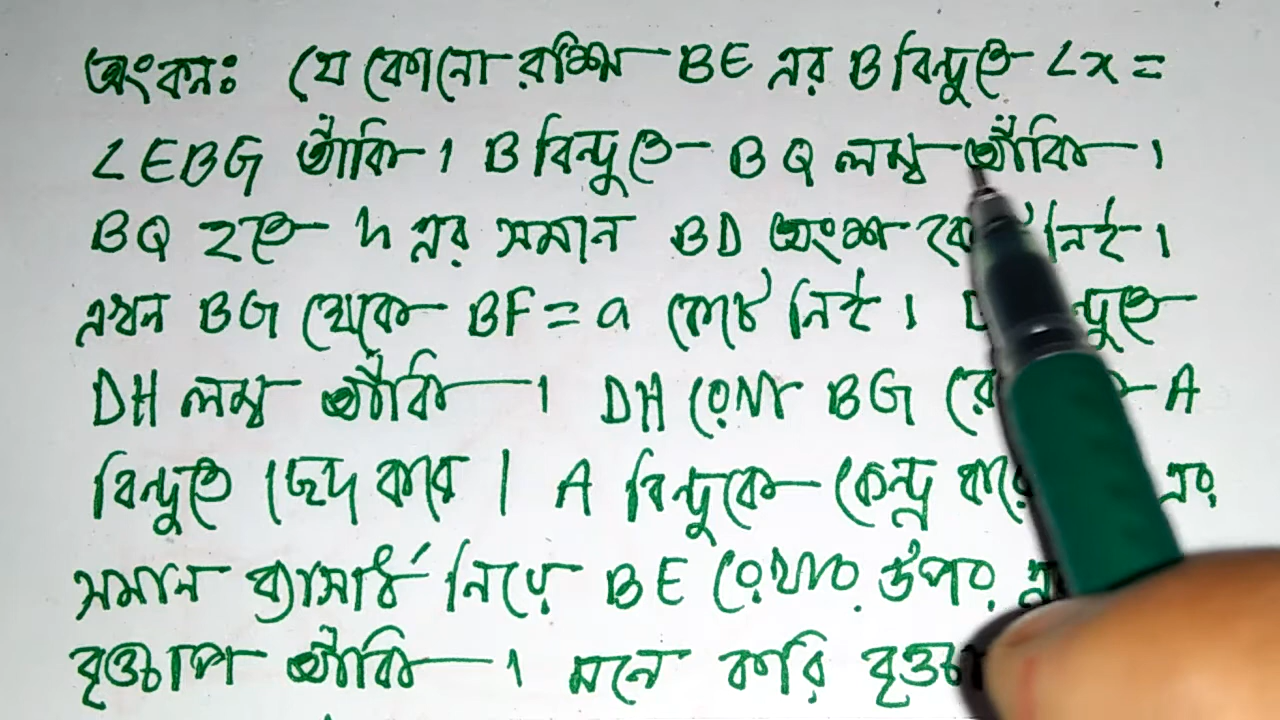 অংকনঃ যে কোনো রশ্মি BE এর B বিন্দুতে ∠x =
∠EBG আঁকি। B বিন্দুতে BQ লম্ব আঁকি।
BQ হতে h এর সমান BD অংশ নিই।
এখন BG থেকে BF = a কেটে নিই।
DH লম্ব আঁকি। DH রেখা BG A
বিন্দুতে ছেদ করে। A বিন্দুকে কেন্দ্র করে এর
সমান ব্যাসার্ধ নিয়ে BE রেখার উপর
বৃত্তচাপ আঁকি। মনে করি